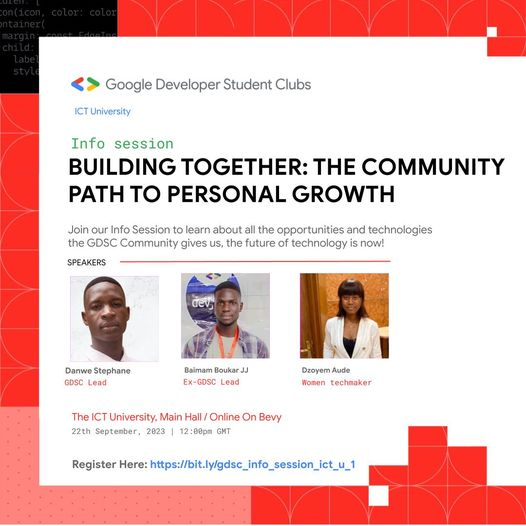 uren: [
con(icon, color: color
ontainer(
margin: const EdgeIns
child:
label
style
Google Developer Student Clubs
ICT University
Info session
BUILDING TOGETHER: THE COMMUNITY
PATH TO PERSONAL GROWTH
Join our Info Session to learn about all the opportunities and technologies
the GDSC Community gives us, the future of technology is now!
SPEAKERS
dev
Danwe Stephane
GDSC Lead
Baimam Boukar JJ
Ex-GDSC Lead
Dzoyem Aude
Women techmaker
The ICT University, Main Hall / Online On Bevy
22th September, 2023 | 12:00pm GMT
Register Here: https://bit.ly/gdsc_info_session_ict_u_1